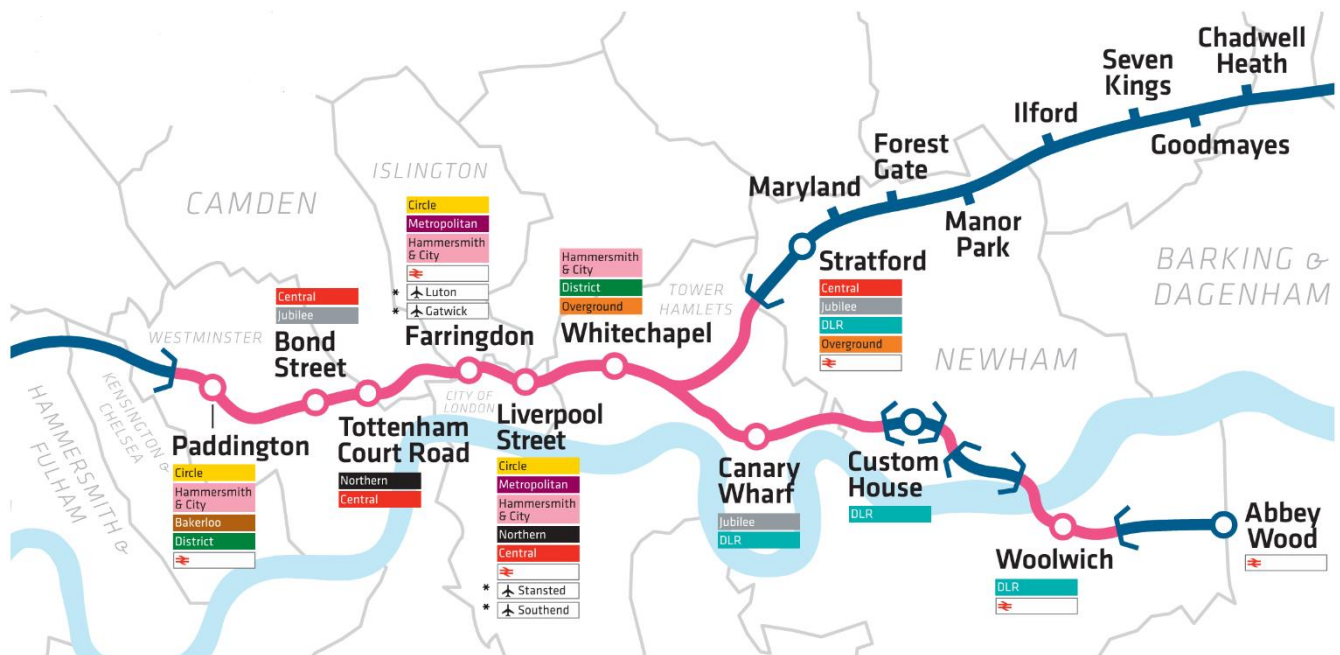 Chadwell
Heath
Seven
Kings
Ilford
Goodmayes
Forest
Gate
Maryland
Manor
Park
ISLINGTON
CAMDEN
Circle
Metropolitan
Hammersmith
& City
* Luton
* Gatwick
Farringdon
Hammersmith
& City
District
Overground
Whitechapel
TOWER
HAMLETS
Stratford
Central
Jubilee
DLR
Overground
BARKING &
DAGENHAM
NEWHAM
Central
Jubilee
Bond
Street
WESTMINSTER
KENSINGTON &
CHELSEA
HAMMERSMITH &
FULHAM
Paddington
Circle
Hammersmith
& City
Bakerloo
District
Tottenham
Court Road
Northern
Central
CITY OF
LONDON
Liverpool
Street
Circle
Metropolitan
Hammersmith
& City
Northern
Central
* Stansted
* Southend
Canary
Wharf
Jubilee
DLR
Custom
House
DLR
Woolwich
DLR
Abbey
Wood